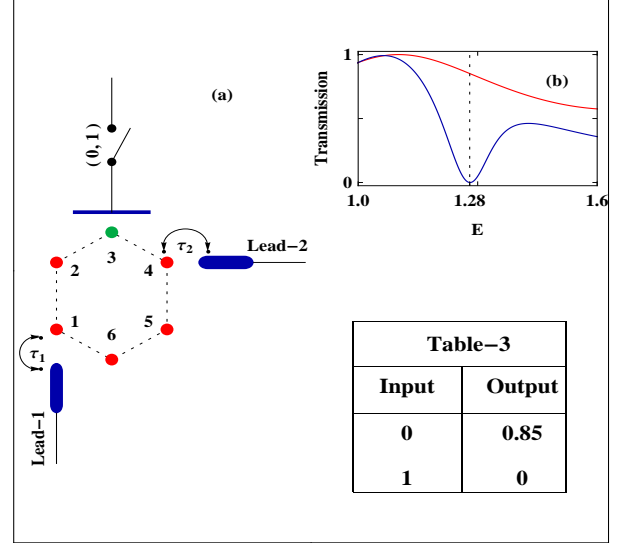 (a)
(0, 1)
3
2
4
τ₂
Lead−2
1
6
5
τ₁
Lead−1
(b)
Transmission
1
0
1.0
1.28
1.6
E
Table−3
Input Output
0 0.85
1 0